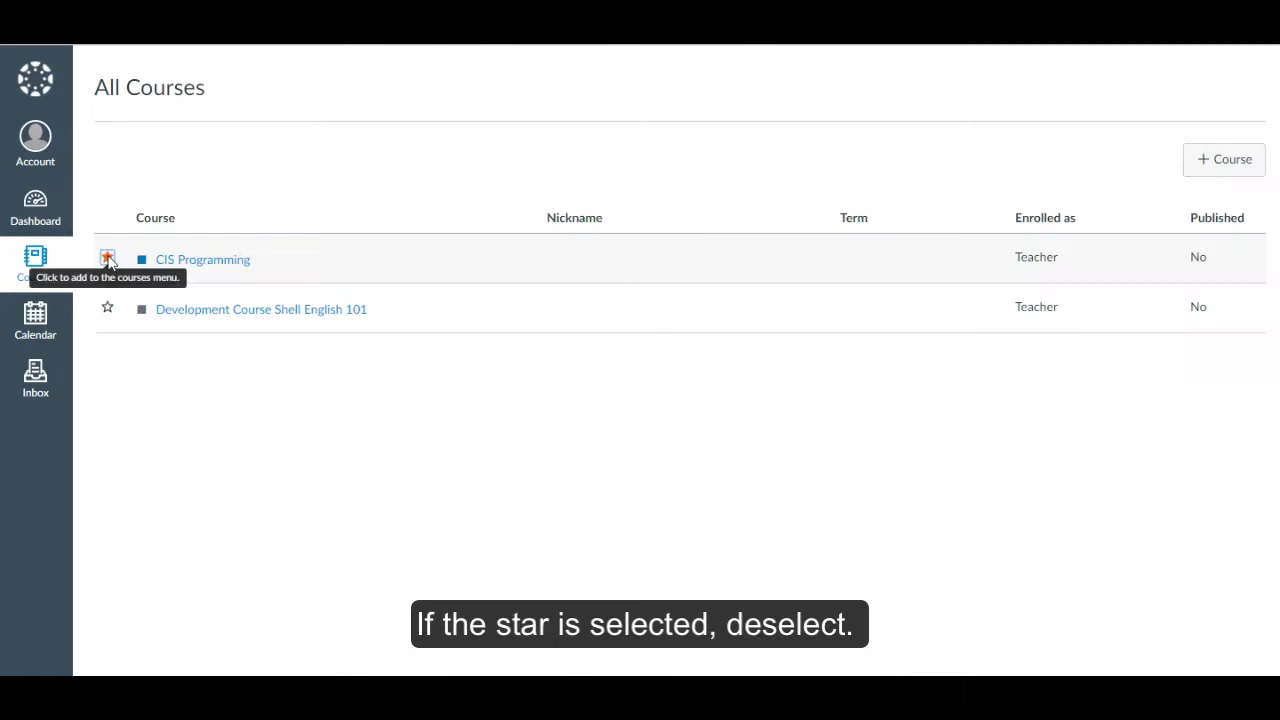 All Courses
Account
+ Course
Dashboard
Course Nickname Term Enrolled as Published
CIS Programming Teacher No
Click to add to the courses menu.
Development Course Shell English 101 Teacher No
Calendar
Inbox
If the star is selected, deselect.